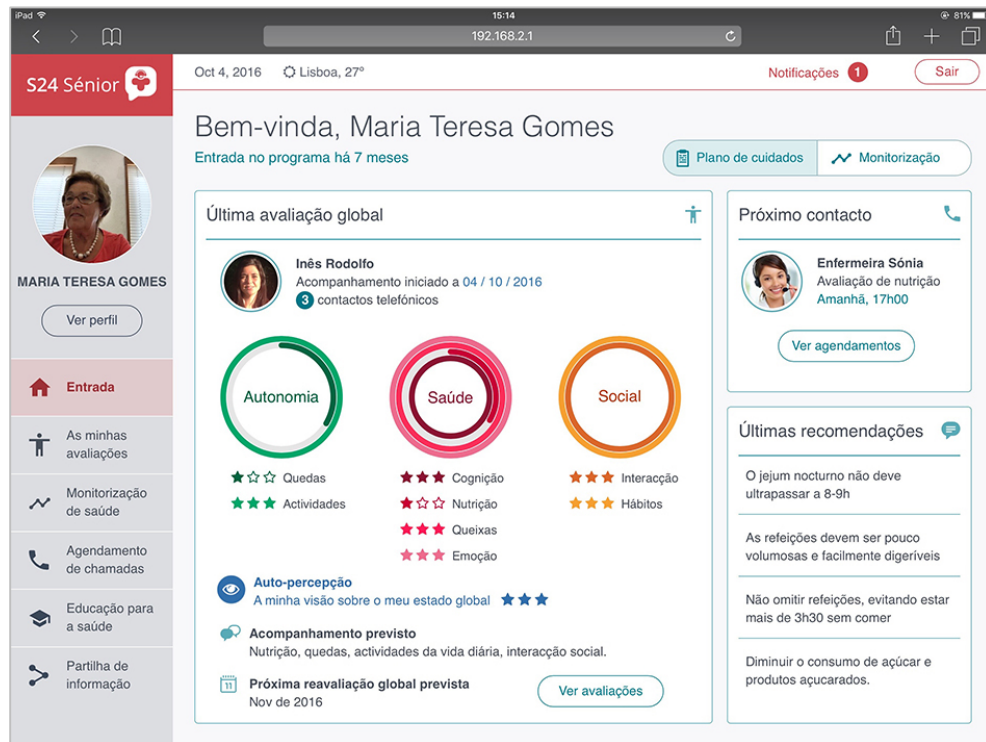 iPad 15:14 81%
192.168.2.1
S24 Sénior
Oct 4, 2016 Lisboa, 27°
Notificações 1
Sair
MARIA TERESA GOMES
Ver perfil
Entrada
As minhas
avaliações
Monitorização
de saúde
Agendamento
de chamadas
Educação para
a saúde
Partilha de
informação
Bem-vinda, Maria Teresa Gomes
Entrada no programa há 7 meses
Plano de cuidados
Monitorização
Última avaliação global
Inês Rodolfo
Acompanhamento iniciado a 04 / 10 / 2016
3 contactos telefónicos
Autonomia
Quedas
Actividades
Saúde
Cognição
Nutrição
Queixas
Emoção
Social
Interacção
Hábitos
Auto-percepção
A minha visão sobre o meu estado global
Acompanhamento previsto
Nutrição, quedas, actividades da vida diária, interacção social.
11
Próxima reavaliação global prevista
Nov de 2016
Ver avaliações
Próximo contacto
Enfermeira Sónia
Avaliação de nutrição
Amanhã, 17h00
Ver agendamentos
Últimas recomendações
O jejum nocturno não deve
ultrapassar a 8-9h
As refeições devem ser pouco
volumosas e facilmente digeríveis
Não omitir refeições, evitando estar
mais de 3h30 sem comer
Diminuir o consumo de açúcar e
produtos açucarados.